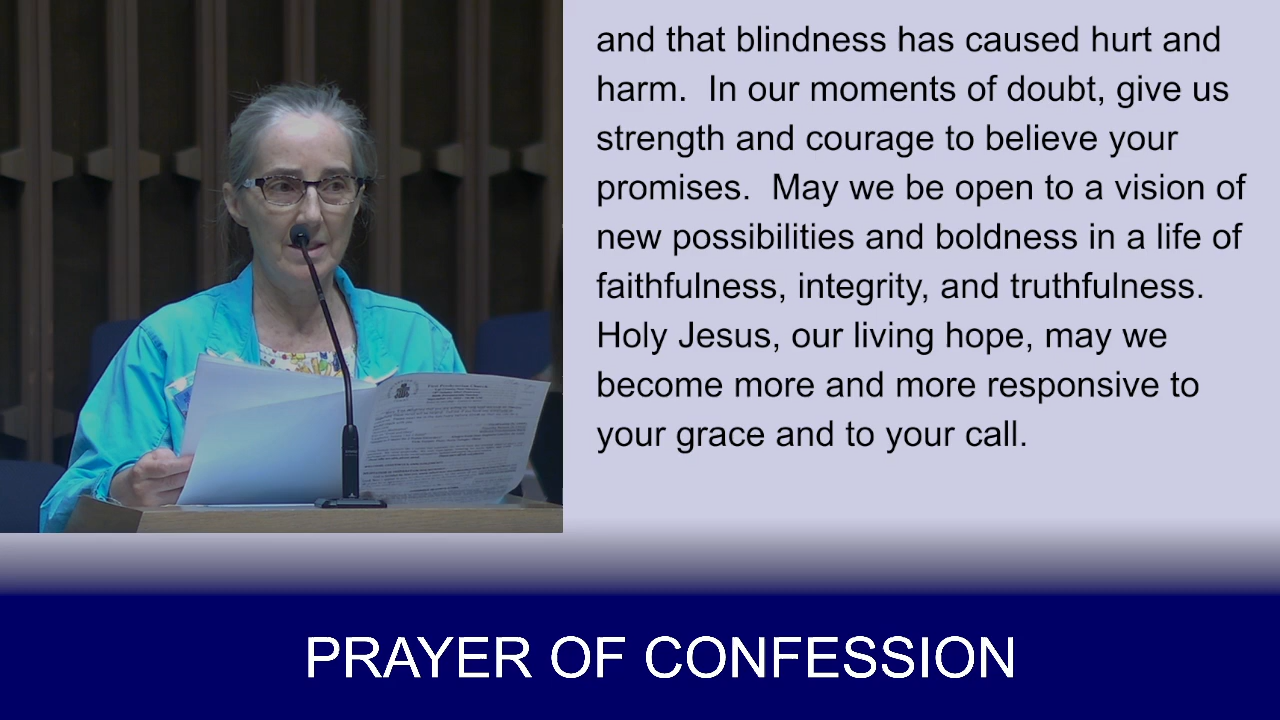 and that blindness has caused hurt and
harm.  In our moments of doubt, give us
strength and courage to believe your
promises.  May we be open to a vision of
new possibilities and boldness in a life of
faithfulness, integrity, and truthfulness.
Holy Jesus, our living hope, may we
become more and more responsive to
your grace and to your call.
PRAYER OF CONFESSION